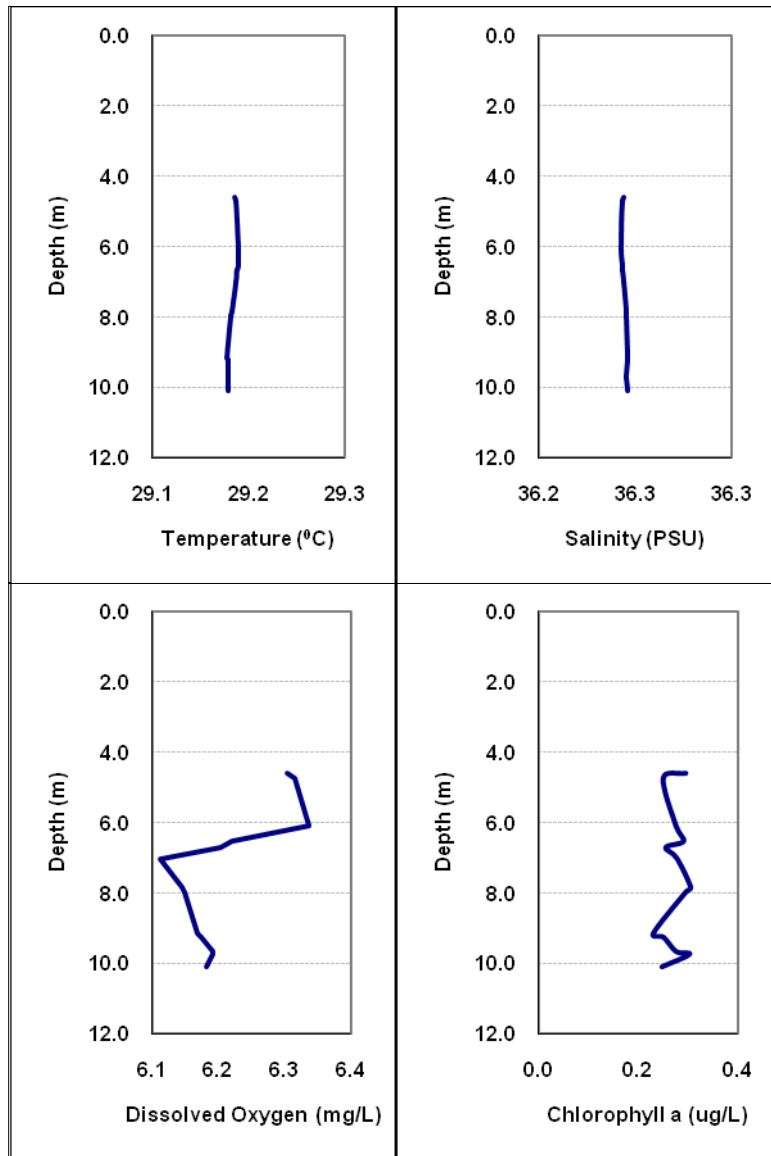 0.0
2.0
4.0
6.0
8.0
10.0
12.0
Depth (m)
29.1 29.2 29.3
Temperature (⁰C)
0.0
2.0
4.0
6.0
8.0
10.0
12.0
Depth (m)
36.2 36.3 36.3
Salinity (PSU)
0.0
2.0
4.0
6.0
8.0
10.0
12.0
Depth (m)
6.1 6.2 6.3 6.4
Dissolved Oxygen (mg/L)
0.0
2.0
4.0
6.0
8.0
10.0
12.0
Depth (m)
0.0 0.2 0.4
Chlorophyll a (ug/L)